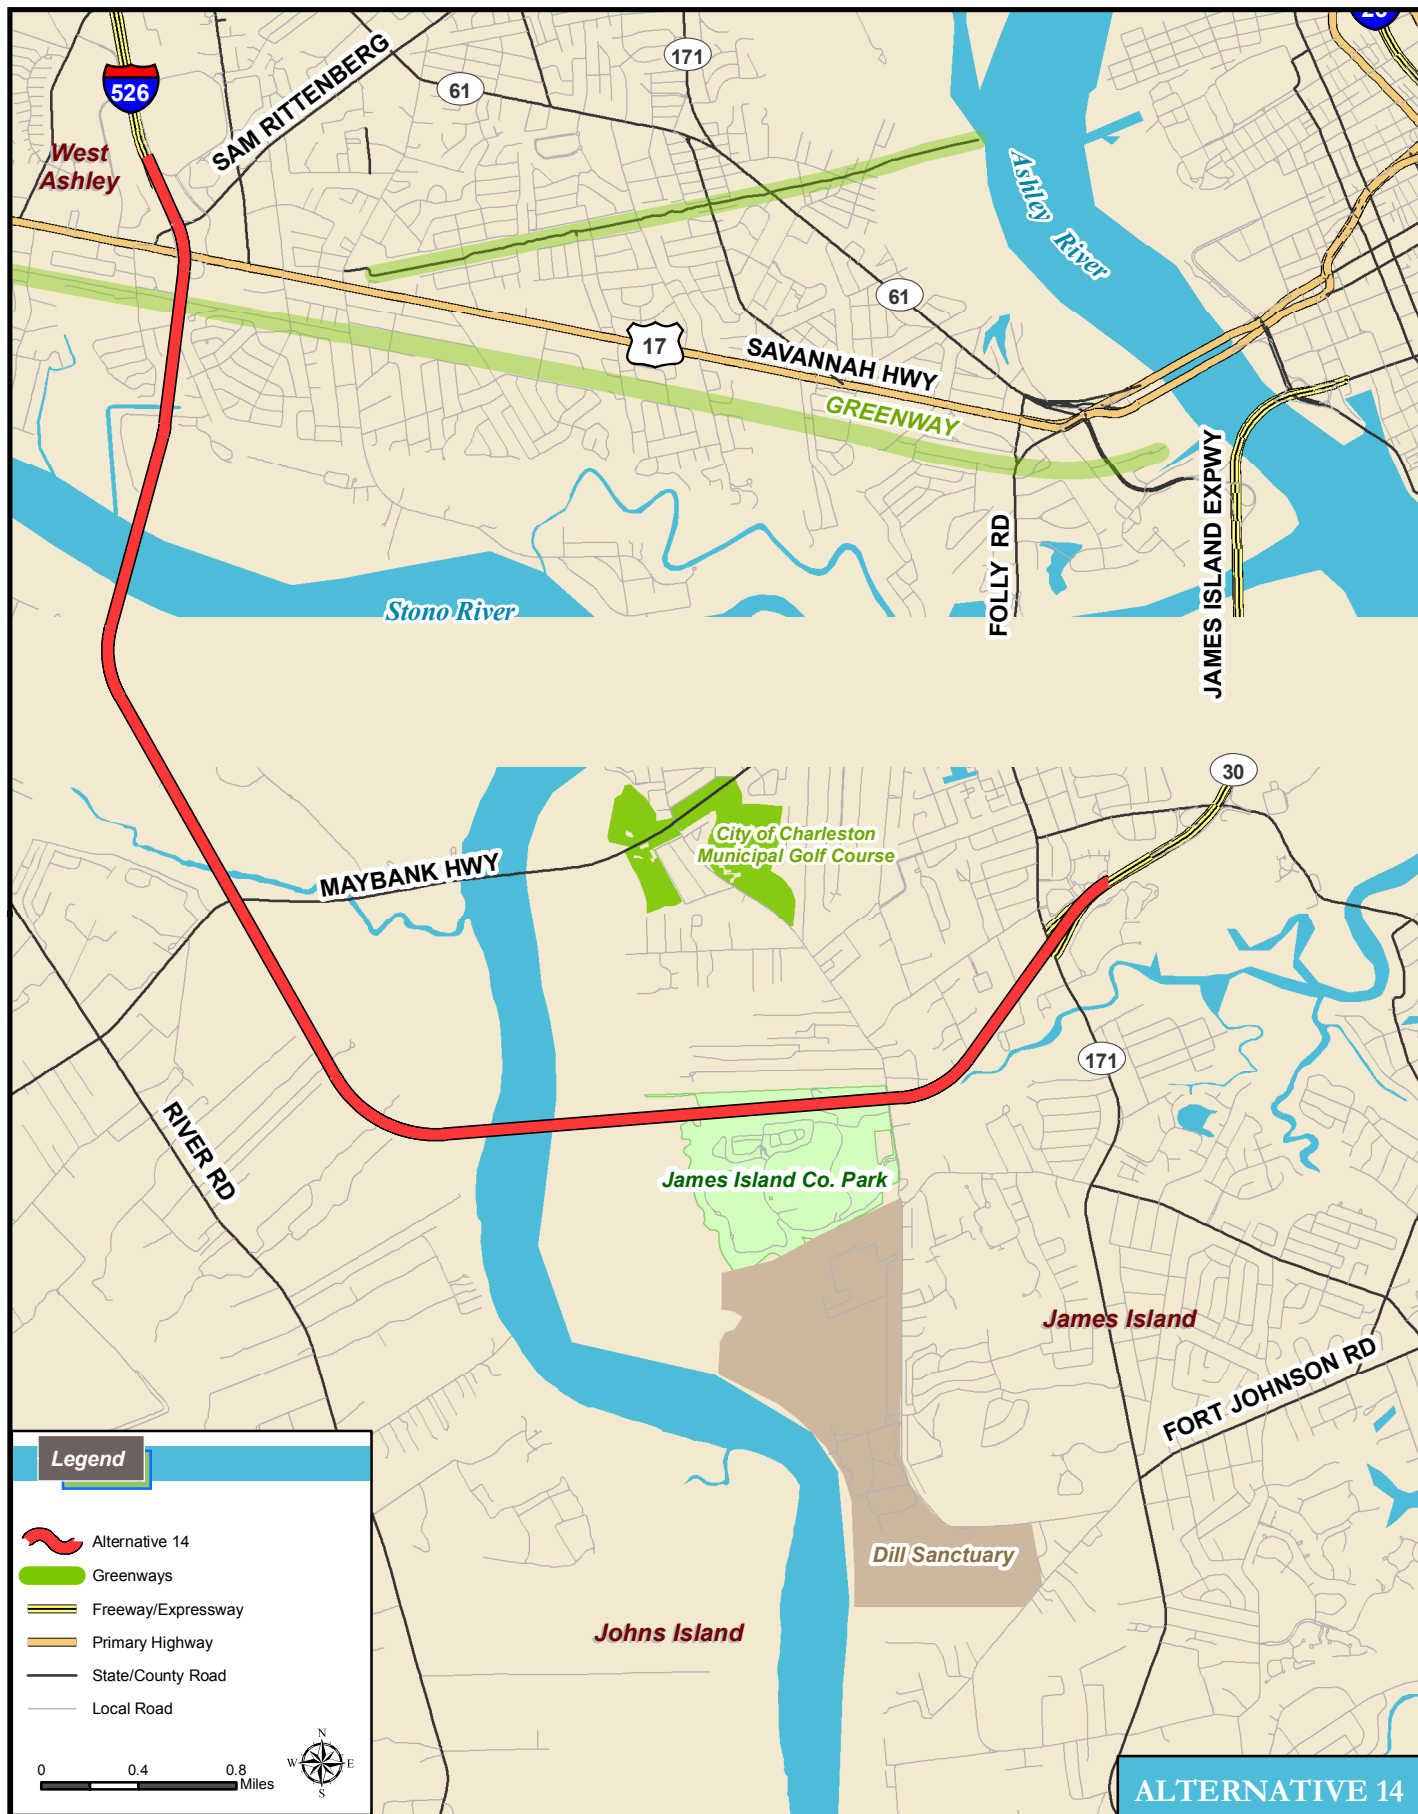 26
171
SAM RITTENBERG
61
526
West
Ashley
Ashley River
61
17
SAVANNAH HWY
GREENWAY
JAMES ISLAND EXPWY
FOLLY RD
Stono River
30
City of Charleston
Municipal Golf Course
MAYBANK HWY
171
RIVER RD
James Island Co. Park
James Island
FORT JOHNSON RD
Dill Sanctuary
Johns Island
Legend
Alternative 14
Greenways
Freeway/Expressway
Primary Highway
State/County Road
Local Road
0 0.4 0.8
Miles
N
W E
S
ALTERNATIVE 14